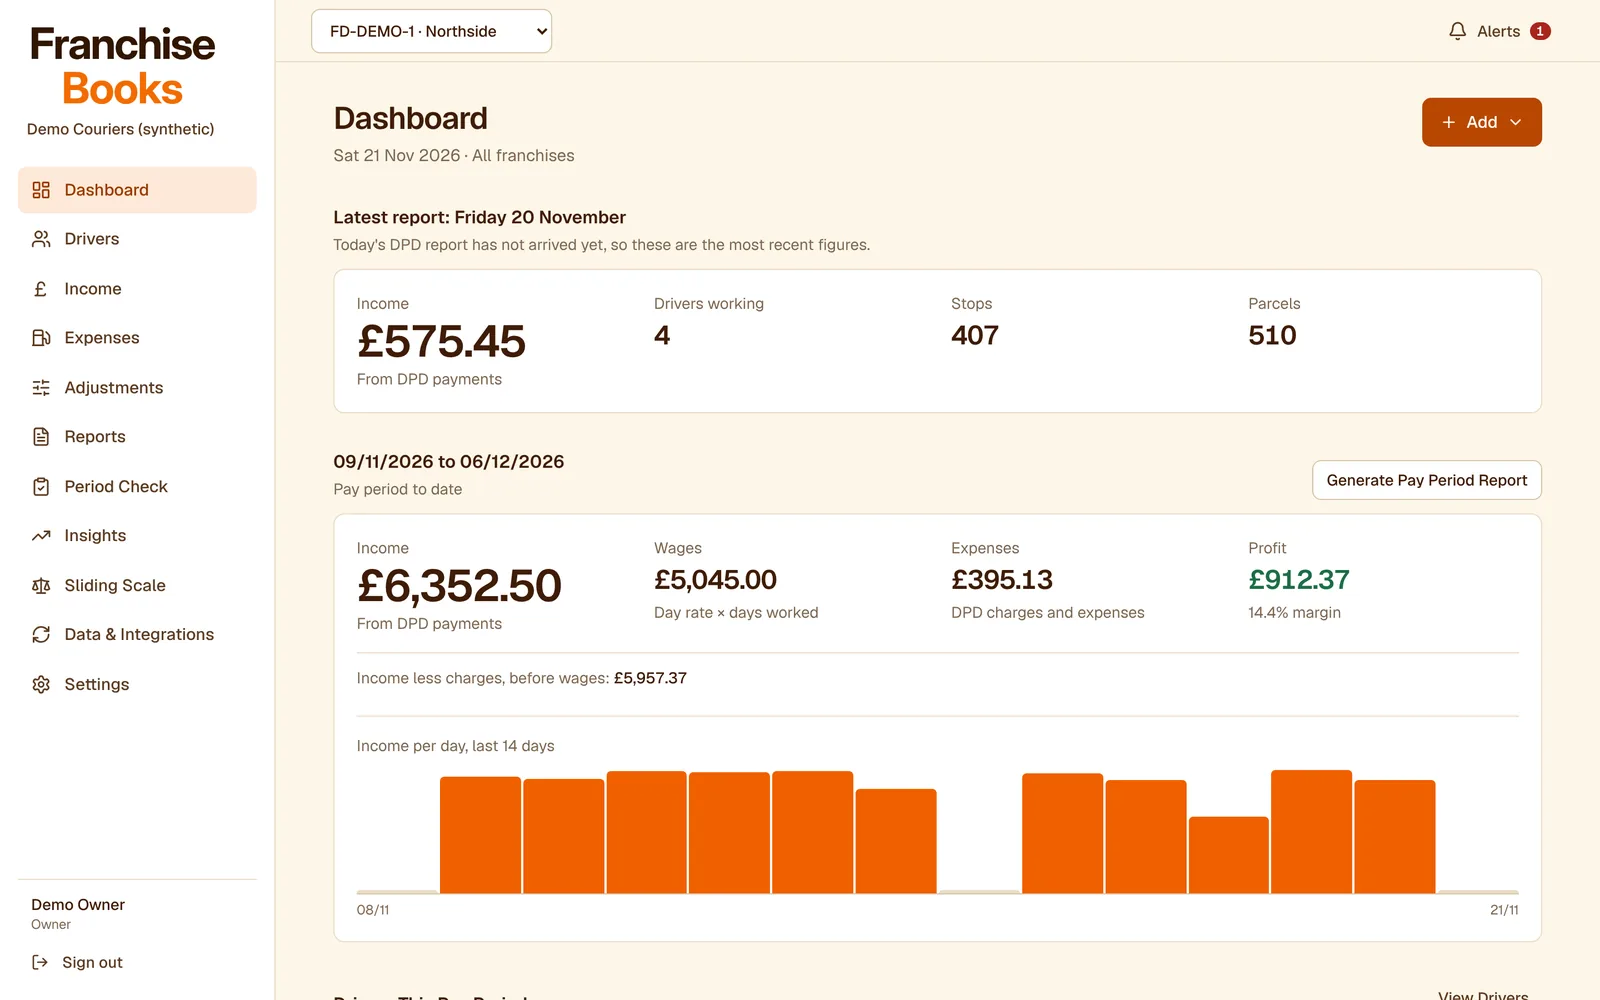 Franchise
Books
Demo Couriers (synthetic)
Dashboard
Drivers
Income
Expenses
Adjustments
Reports
Period Check
Insights
Sliding Scale
Data & Integrations
Settings
Demo Owner
Owner
Sign out
FD-DEMO-1 · Northside
Alerts 1
Dashboard
Sat 21 Nov 2026 · All franchises
+ Add
Latest report: Friday 20 November
Today's DPD report has not arrived yet, so these are the most recent figures.
Income
£575.45
From DPD payments
Drivers working
4
Stops
407
Parcels
510
09/11/2026 to 06/12/2026
Pay period to date
Generate Pay Period Report
Income
£6,352.50
From DPD payments
Wages
£5,045.00
Day rate × days worked
Expenses
£395.13
DPD charges and expenses
Profit
£912.37
14.4% margin
Income less charges, before wages: £5,957.37
Income per day, last 14 days
08/11
21/11
View Drivers